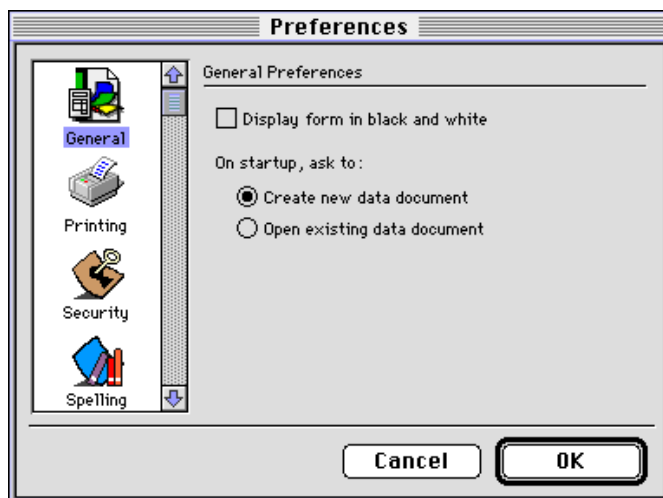 Preferences
General
Printing
Security
Spelling
General Preferences
Display form in black and white
On startup, ask to:
Create new data document
Open existing data document
Cancel
OK